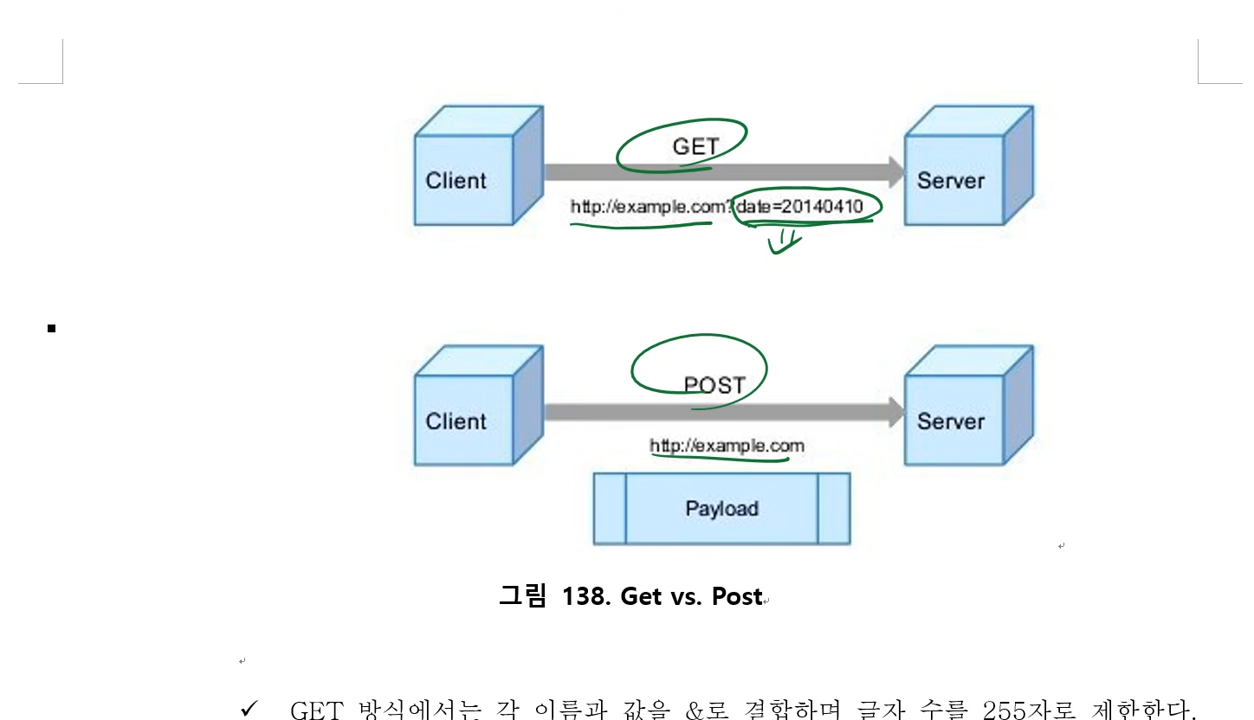 GET
Client
Server
http://example.com?date=20140410
POST
Client
Server
http://example.com
Payload
그림 138. Get vs. Post
✓ GET 방식에서는 각 이름과 값을 &로 결합하며 글자 수를 255자로 제한한다.